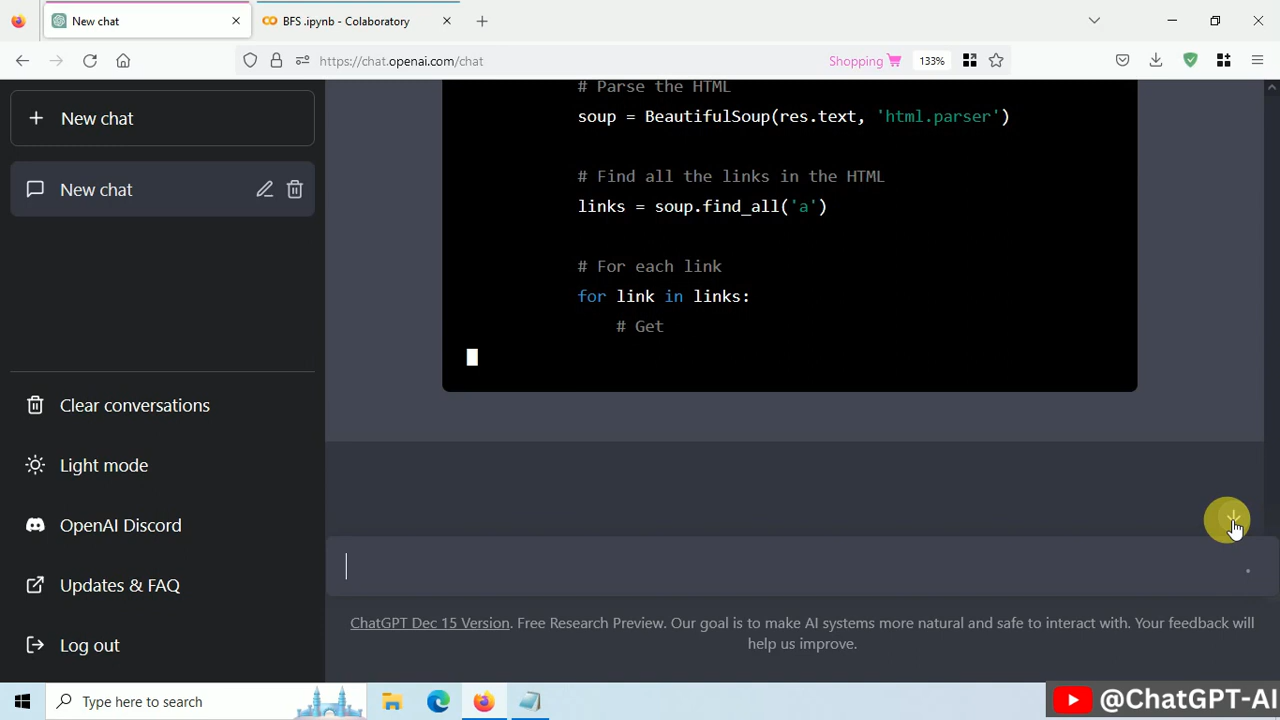 New chat
BFS .ipynb - Colaboratory
https://chat.openai.com/chat
Shopping
133%
New chat
New chat
Clear conversations
Light mode
OpenAI Discord
Updates & FAQ
Log out
# Parse the HTML
soup = BeautifulSoup(res.text, 'html.parser')
# Find all the links in the HTML
links = soup.find_all('a')
# For each link
for link in links:
# Get
.
ChatGPT Dec 15 Version. Free Research Preview. Our goal is to make AI systems more natural and safe to interact with. Your feedback will
help us improve.
Type here to search
@ChatGPT-AI